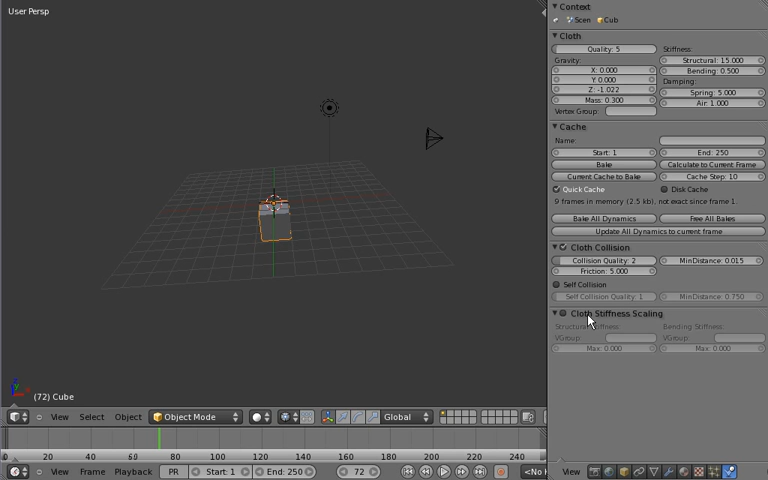 User Persp
(72) Cube
View Select Object Object Mode Global
0 20 40 60 80 100 120 140 160 180 200 220 240
View Frame Playback PR Start: 1 End: 250 72 <No
Context
Scen Cub
Cloth
Quality: 5 Stiffness:
Gravity: Structural: 15.000
X: 0.000 Bending: 0.500
Y: 0.000 Damping:
Z: -1.022 Spring: 5.000
Mass: 0.300 Air: 1.000
Vertex Group:
Cache
Name:
Start: 1 End: 250
Bake Calculate to Current Frame
Current Cache to Bake Cache Step: 10
Quick Cache Disk Cache
9 frames in memory (2.5 kb), not exact since frame 1.
Bake All Dynamics Free All Bakes
Update All Dynamics to current frame
Cloth Collision
Collision Quality: 2 MinDistance: 0.015
Friction: 5.000
Self Collision
Self Collision Quality: 1 MinDistance: 0.750
Cloth Stiffness Scaling
Structural Stiffness: Bending Stiffness:
VGroup: VGroup:
Max: 0.000 Max: 0.000
View